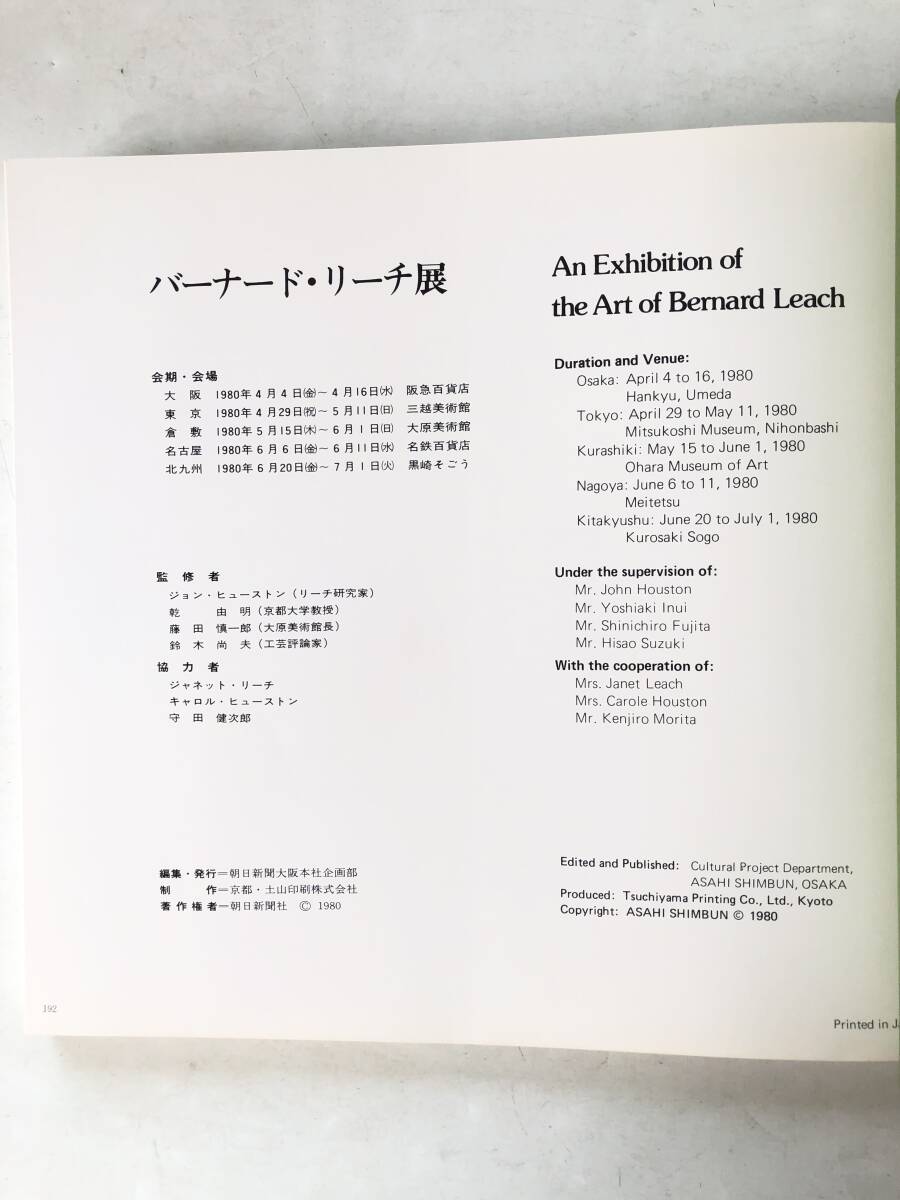 バーナード・リーチ展
会期・会場
大 阪 1980年4月4日㈮～4月16日㈬ 阪急百貨店
東 京 1980年4月29日㈷～5月11日㈰ 三越美術館
倉 敷 1980年5月15日㈭～6月1日㈰ 大原美術館
名古屋 1980年6月6日㈮～6月11日㈬ 名鉄百貨店
北九州 1980年6月20日㈮～7月1日㈫ 黒崎そごう
監 修 者
ジョン・ヒューストン（リーチ研究家）
乾 由 明（京都大学教授）
藤 田 慎一郎（大原美術館長）
鈴 木 尚 夫（工芸評論家）
協 力 者
ジャネット・リーチ
キャロル・ヒューストン
守 田 健次郎
編集・発行＝朝日新聞大阪本社企画部
制 作＝京都・土山印刷株式会社
著作権者＝朝日新聞社 © 1980
192
An Exhibition of
the Art of Bernard Leach
Duration and Venue:
Osaka: April 4 to 16, 1980
Hankyu, Umeda
Tokyo: April 29 to May 11, 1980
Mitsukoshi Museum, Nihonbashi
Kurashiki: May 15 to June 1, 1980
Ohara Museum of Art
Nagoya: June 6 to 11, 1980
Meitetsu
Kitakyushu: June 20 to July 1, 1980
Kurosaki Sogo
Under the supervision of:
Mr. John Houston
Mr. Yoshiaki Inui
Mr. Shinichiro Fujita
Mr. Hisao Suzuki
With the cooperation of:
Mrs. Janet Leach
Mrs. Carole Houston
Mr. Kenjiro Morita
Edited and Published: Cultural Project Department,
ASAHI SHIMBUN, OSAKA
Produced: Tsuchiyama Printing Co., Ltd., Kyoto
Copyright: ASAHI SHIMBUN © 1980
Printed in